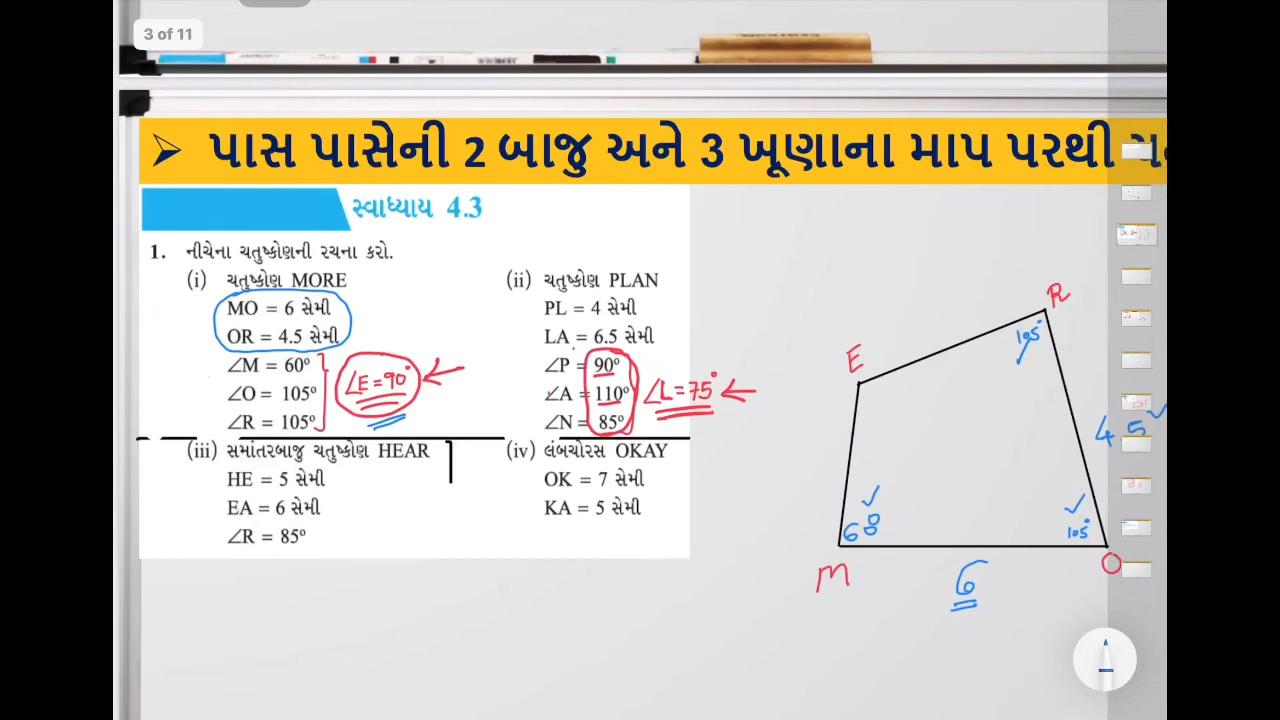 3 of 11
➢ પાસ પાસેની 2 બાજુ અને 3 ખૂણાના માપ પરથી
સ્વાધ્યાય 4.3
1. નીચેના ચતુષ્કોણની રચના કરો.
(i) ચતુષ્કોણ MORE
MO = 6 સેમી
OR = 4.5 સેમી
∠M = 60°
∠O = 105°
∠R = 105°
∠E = 90°
(ii) ચતુષ્કોણ PLAN
PL = 4 સેમી
LA = 6.5 સેમી
∠P = 90°
∠A = 110°
∠N = 85°
∠L = 75°
(iii) સમાંતરબાજુ ચતુષ્કોણ HEAR
HE = 5 સેમી
EA = 6 સેમી
∠R = 85°
(iv) લંબચોરસ OKAY
OK = 7 સેમી
KA = 5 સેમી
R
105°
E
4 5
60
105°
M
O
6